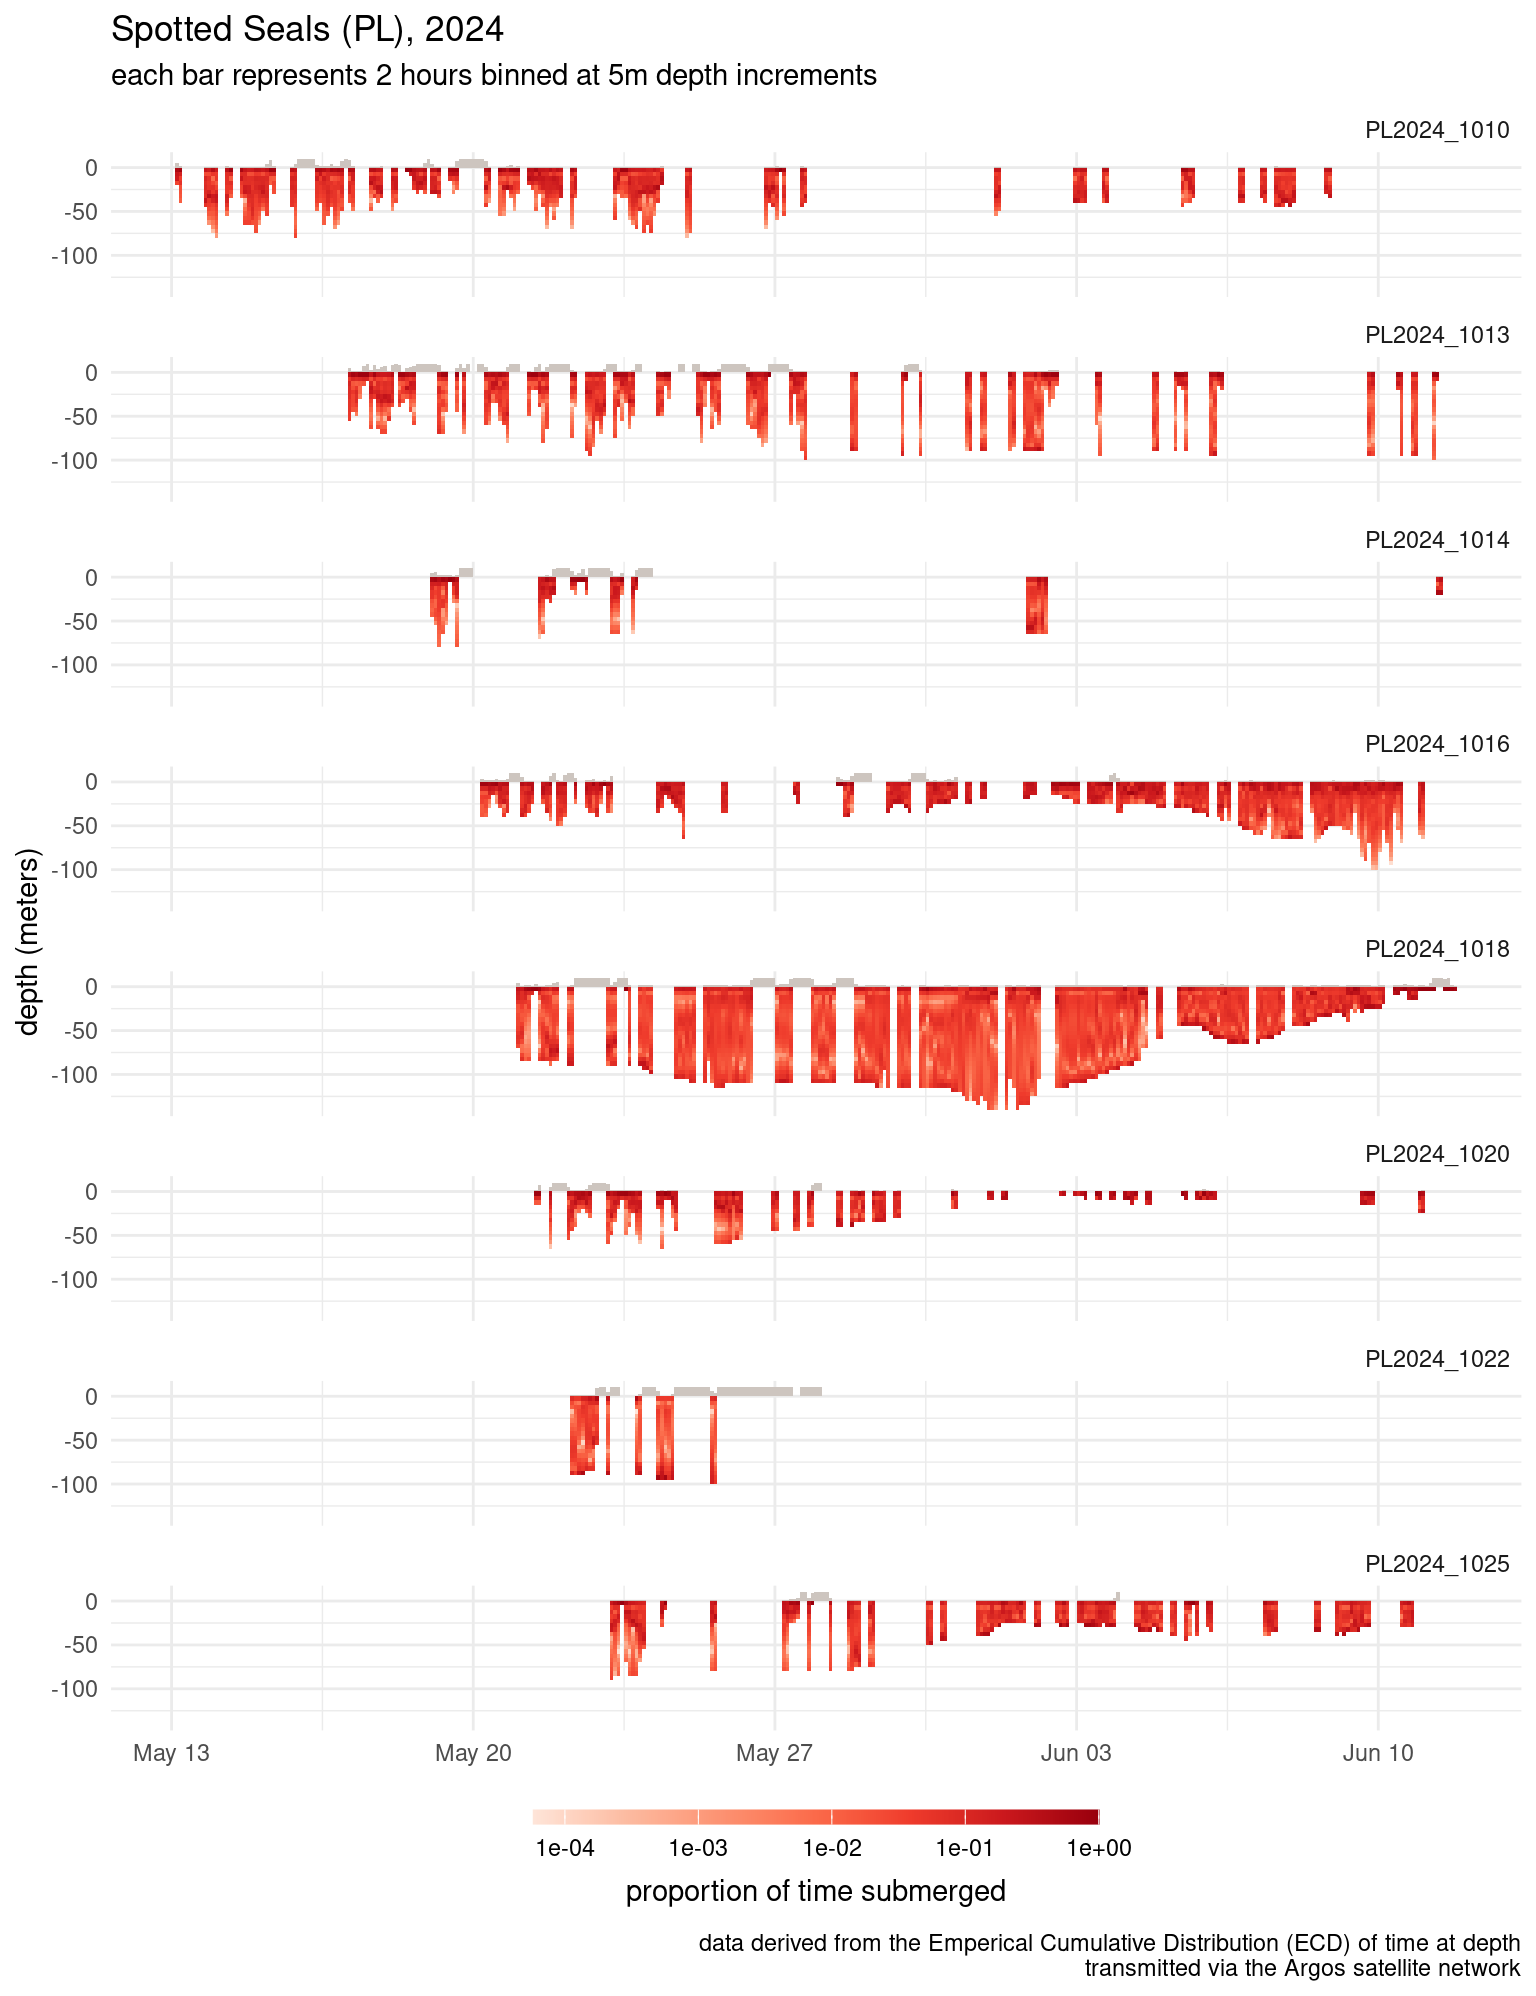 Spotted Seals (PL), 2024
each bar represents 2 hours binned at 5m depth increments
PL2024_1010
0
-50
-100
PL2024_1013
0
-50
-100
PL2024_1014
0
-50
-100
PL2024_1016
0
-50
-100
depth (meters)
PL2024_1018
0
-50
-100
PL2024_1020
0
-50
-100
PL2024_1022
0
-50
-100
PL2024_1025
0
-50
-100
May 13 May 20 May 27 Jun 03 Jun 10
1e-04 1e-03 1e-02 1e-01 1e+00
proportion of time submerged
data derived from the Emperical Cumulative Distribution (ECD) of time at depth
transmitted via the Argos satellite network